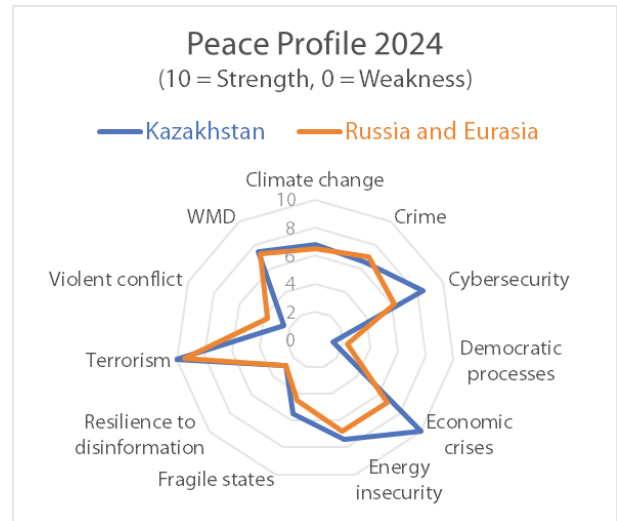 Peace Profile 2024
(10 = Strength, 0 = Weakness)
Kazakhstan
Russia and Eurasia
Climate change
Crime
Cybersecurity
Democratic
processes
Economic
crises
Energy
insecurity
Fragile states
Resilience to
disinformation
Terrorism
Violent conflict
WMD
10
8
6
4
2
0